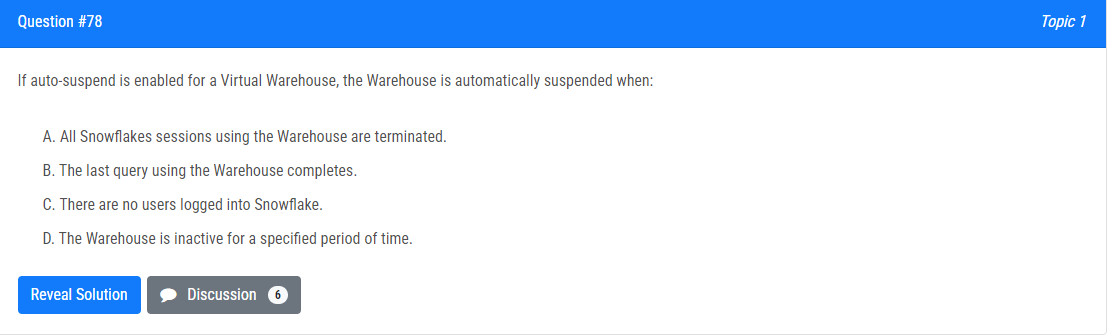 Question #78
Topic 1
If auto-suspend is enabled for a Virtual Warehouse, the Warehouse is automatically suspended when:
A. All Snowflakes sessions using the Warehouse are terminated.
B. The last query using the Warehouse completes.
C. There are no users logged into Snowflake.
D. The Warehouse is inactive for a specified period of time.
Reveal Solution
Discussion 6